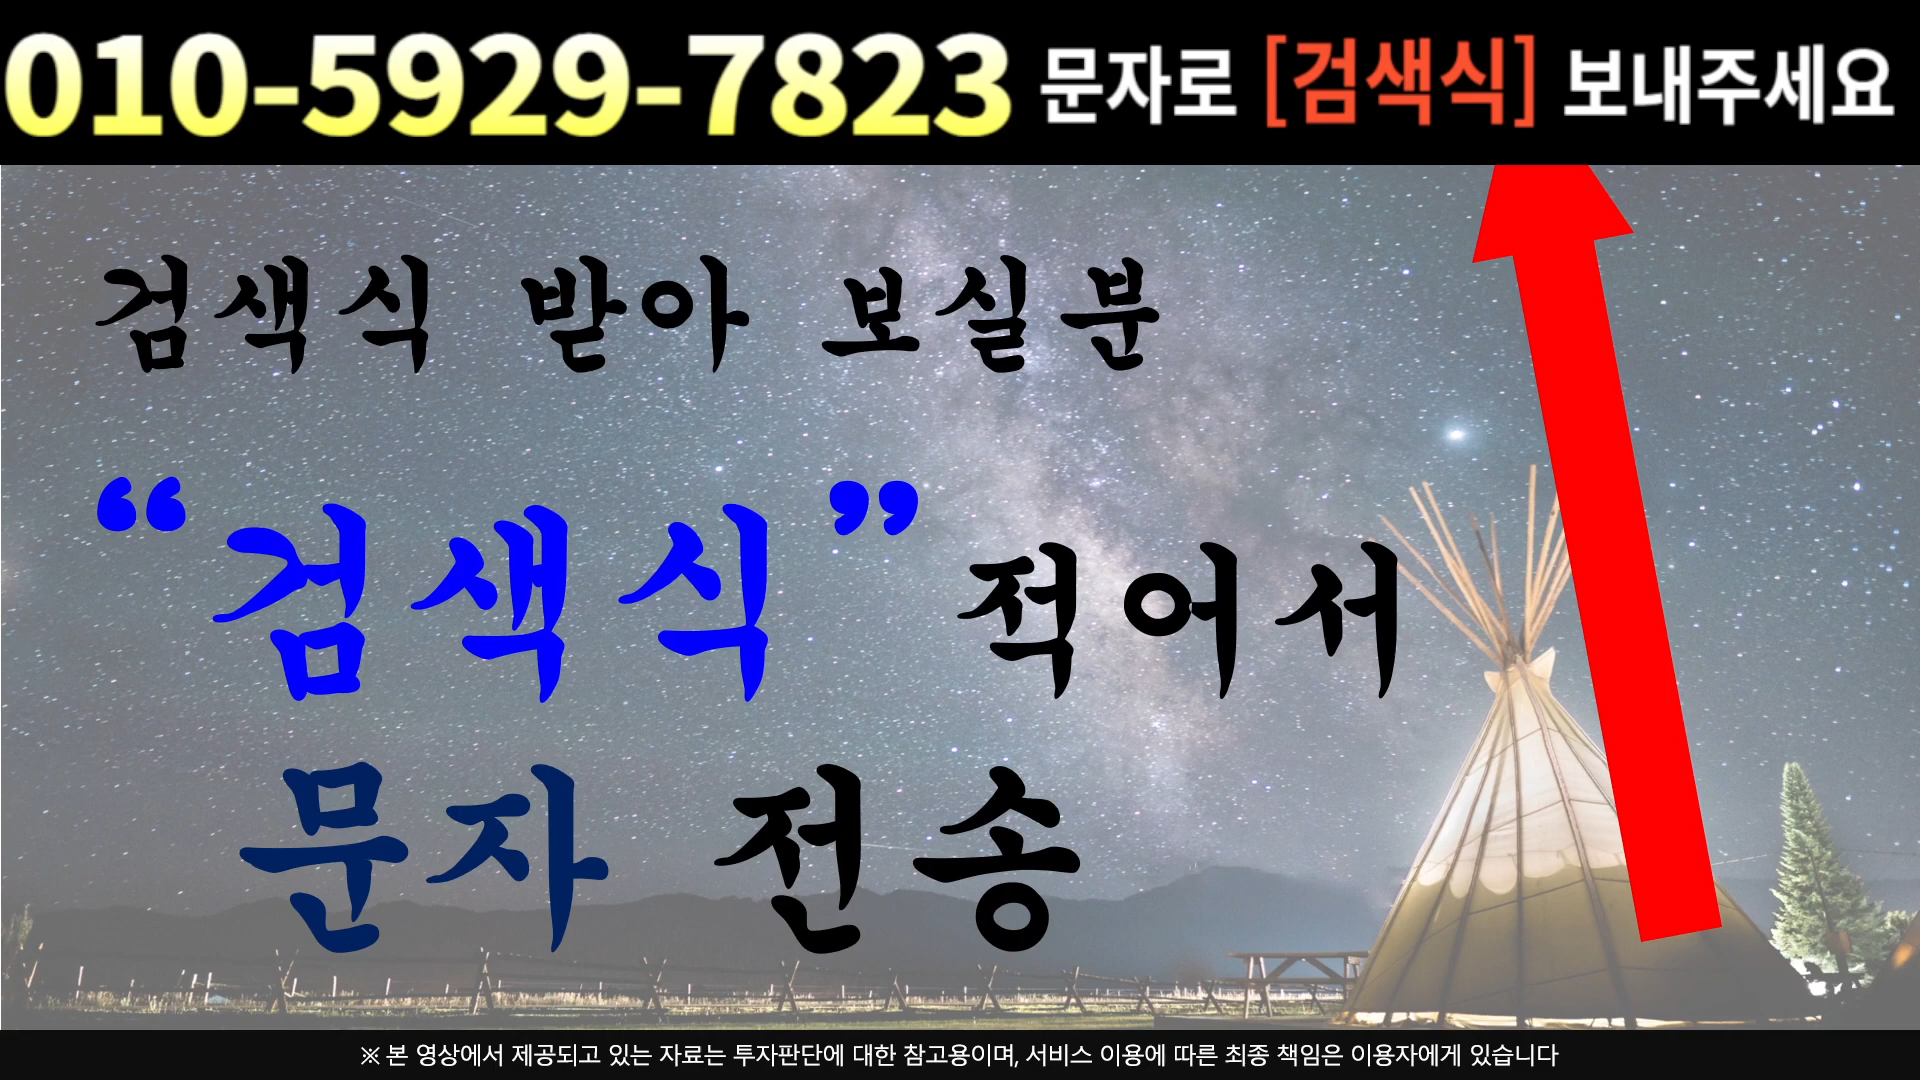 010-5929-7823 문자로 [검색식] 보내주세요
검색식 받아 보실분
“검색식” 적어서
문자 전송
※ 본 영상에서 제공되고 있는 자료는 투자판단에 대한 참고용이며, 서비스 이용에 따른 최종 책임은 이용자에게 있습니다